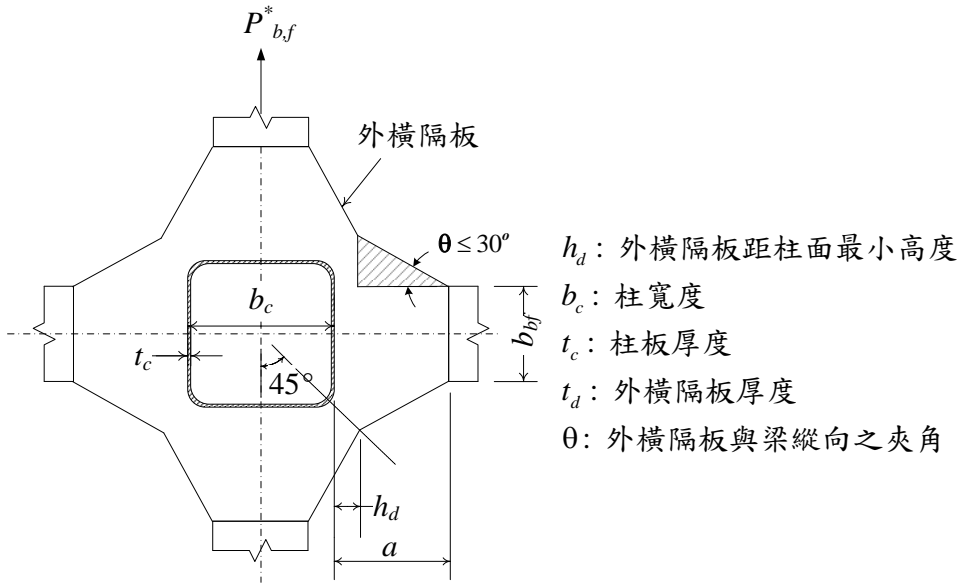 P*b,f
外橫隔板
θ ≤ 30°
hd：外橫隔板距柱面最小高度
bc：柱寬度
tc：柱板厚度
td：外橫隔板厚度
θ：外橫隔板與梁縱向之夾角
bc
bbf
tc
45°
hd
a